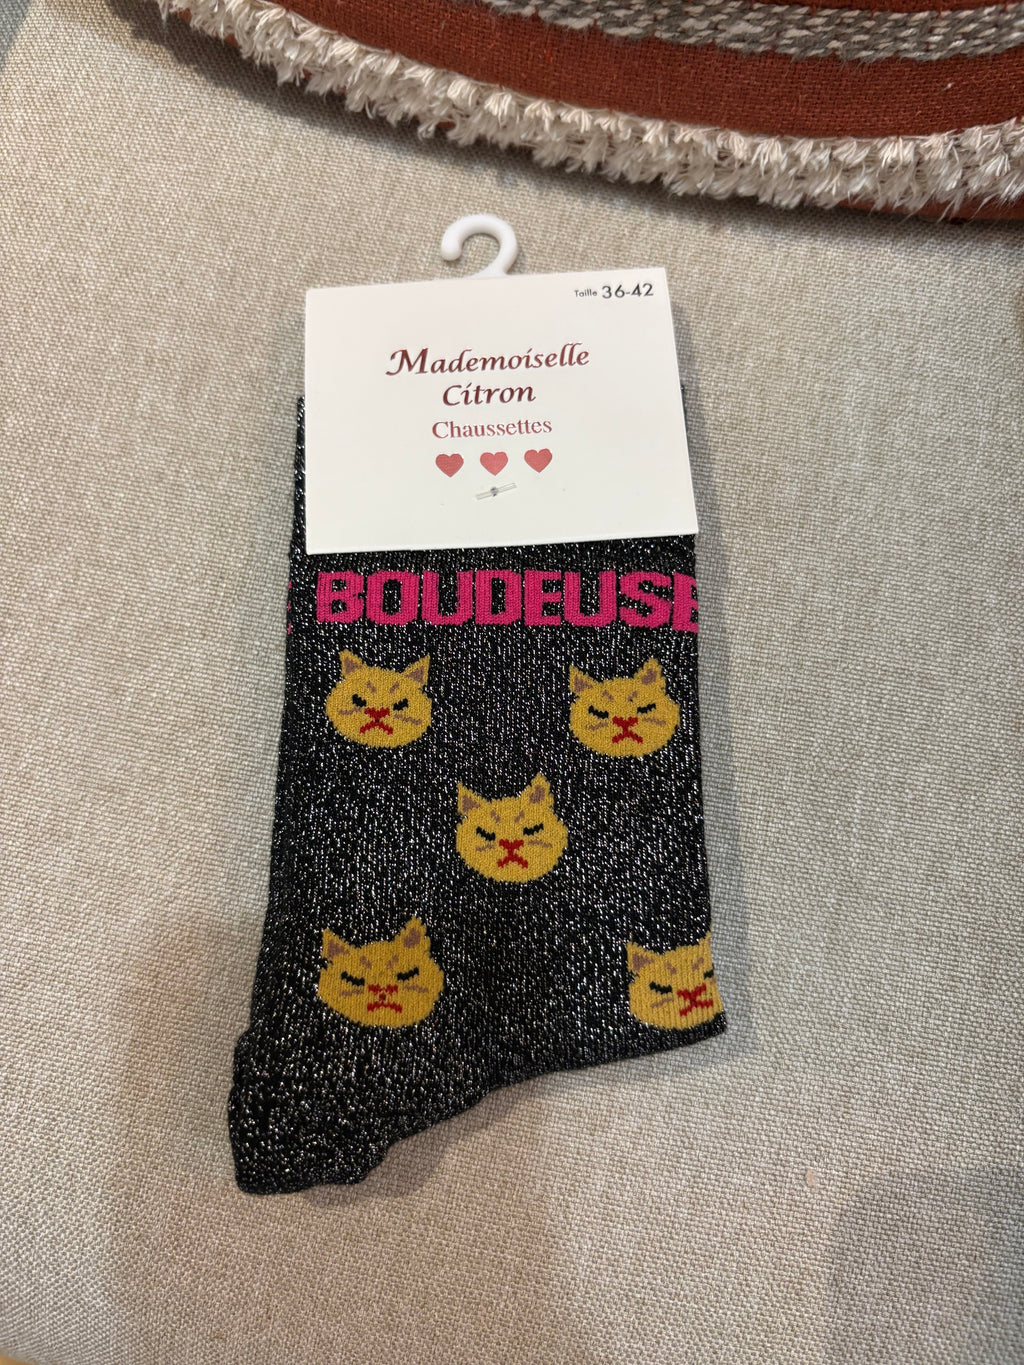 Taille 36-42
Mademoiselle
Citron
Chaussettes
BOUDEUSE